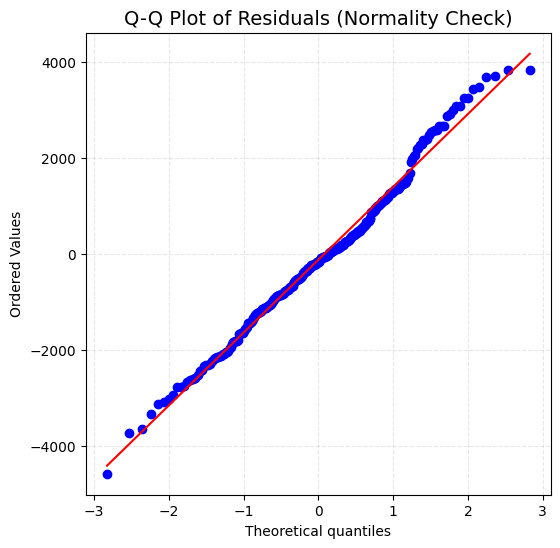 Q-Q Plot of Residuals (Normality Check)
Ordered Values
4000
2000
0
−2000
−4000
−3 −2 −1 0 1 2 3
Theoretical quantiles